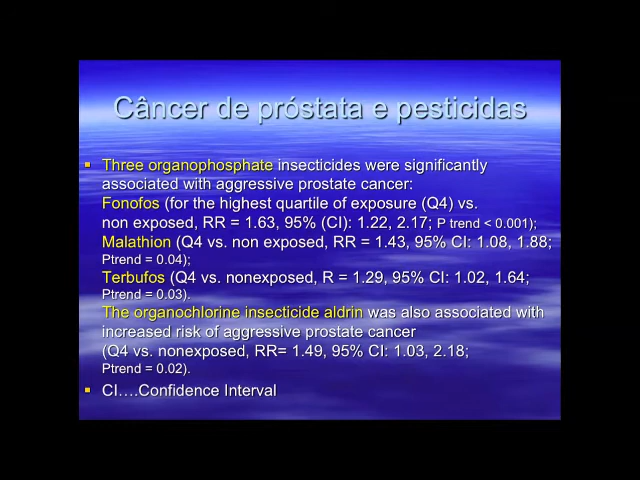 Câncer de próstata e pesticidas
Three organophosphate insecticides were significantly
associated with aggressive prostate cancer:
Fonofos (for the highest quartile of exposure (Q4) vs.
non exposed, RR = 1.63, 95% (CI): 1.22, 2.17; P trend < 0.001);
Malathion (Q4 vs. non exposed, RR = 1.43, 95% CI: 1.08, 1.88;
Ptrend = 0.04);
Terbufos (Q4 vs. nonexposed, R = 1.29, 95% CI: 1.02, 1.64;
Ptrend = 0.03).
The organochlorine insecticide aldrin was also associated with
increased risk of aggressive prostate cancer
(Q4 vs. nonexposed, RR= 1.49, 95% CI: 1.03, 2.18;
Ptrend = 0.02).
CI….Confidence Interval